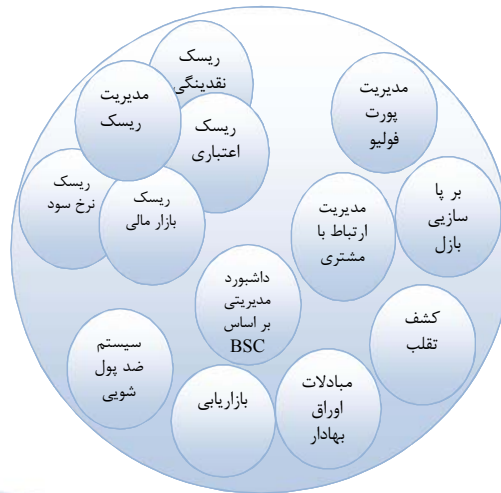 ریسک
نقدینگی
مدیریت
ریسک
ریسک
اعتباری
ریسک
نرخ سود
ریسک
بازار مالی
مدیریت
پورت
فولیو
بر پا
سازیی
بازل
مدیریت
ارتباط با
مشتری
داشبورد
مدیریتی
بر اساس
BSC
کشف
تقلب
سیستم
ضد پول
شویی
بازاریابی
مبادلات
اوراق
بهادار